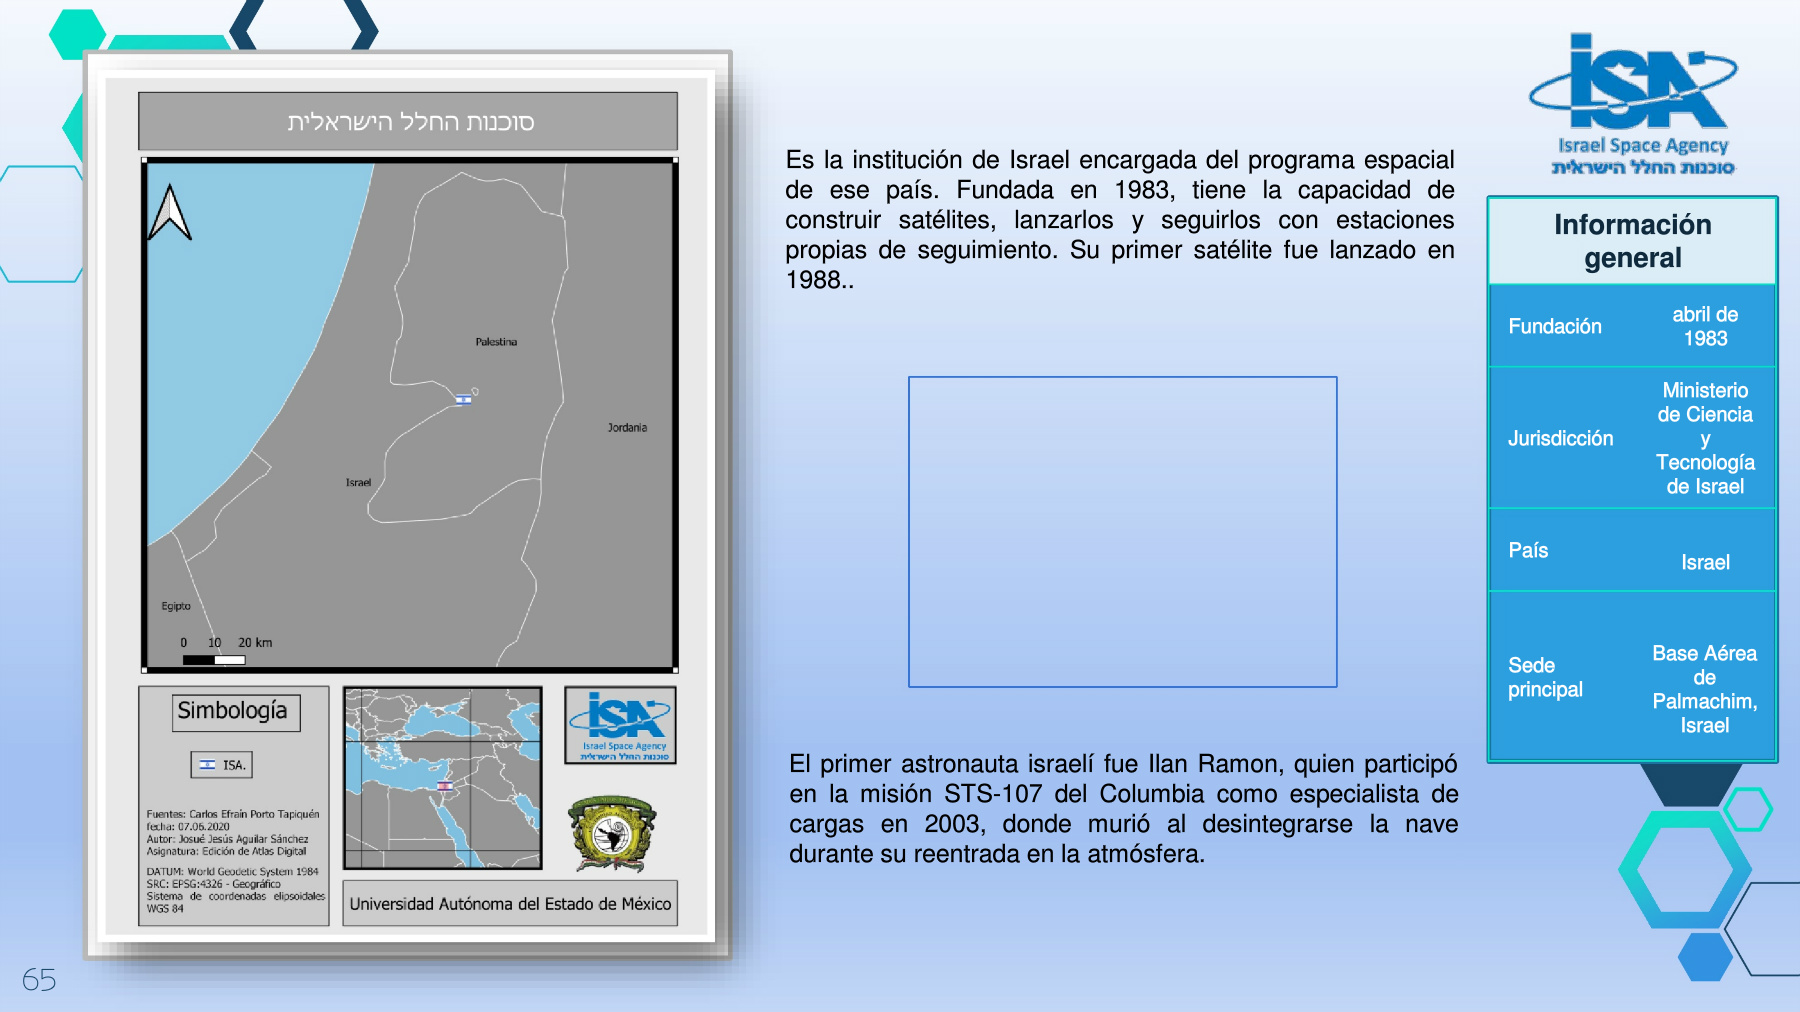 סוכנות החלל הישראלית
Palestina
Jordania
Israel
Egipto
0 10 20 km
Simbología
ISA.
Fuentes: Carlos Efraín Porto Tapiquén
fecha: 07.06.2020
Autor: Josué Jesús Aguilar Sánchez
Asignatura: Edición de Atlas Digital
DATUM: World Geodetic System 1984
SRC: EPSG:4326 - Geográfico
Sistema de coordenadas elipsoidales
WGS 84
ISA
Israel Space Agency
סוכנות החלל הישראלית
Universidad Autónoma del Estado de México
Es la institución de Israel encargada del programa espacial
de ese país. Fundada en 1983, tiene la capacidad de
construir satélites, lanzarlos y seguirlos con estaciones
propias de seguimiento. Su primer satélite fue lanzado en
1988..
El primer astronauta israelí fue Ilan Ramon, quien participó
en la misión STS-107 del Columbia como especialista de
cargas en 2003, donde murió al desintegrarse la nave
durante su reentrada en la atmósfera.
ISA
Israel Space Agency
סוכנות החלל הישראלית
Información
general
Fundación
abril de
1983
Jurisdicción
Ministerio
de Ciencia
y
Tecnología
de Israel
País
Israel
Sede
principal
Base Aérea
de
Palmachim,
Israel
65